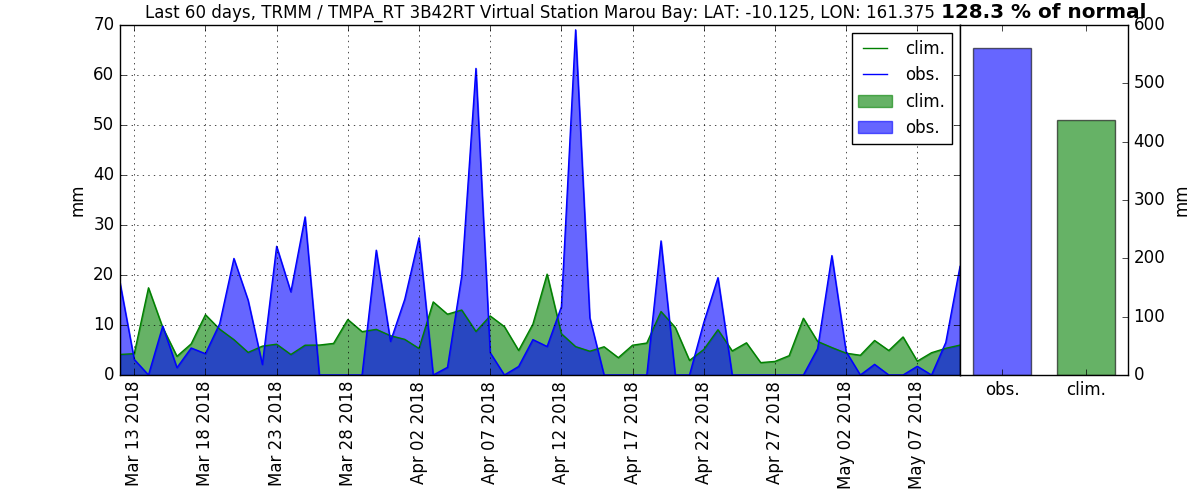 Last 60 days, TRMM / TMPA_RT 3B42RT Virtual Station Marou Bay: LAT: -10.125, LON: 161.375 128.3 % of normal
70
60
50
40
30
20
10
0
mm
clim.
obs.
clim.
obs.
600
500
400
300
200
100
0
mm
obs.
clim.
Mar 13 2018
Mar 18 2018
Mar 23 2018
Mar 28 2018
Apr 02 2018
Apr 07 2018
Apr 12 2018
Apr 17 2018
Apr 22 2018
Apr 27 2018
May 02 2018
May 07 2018